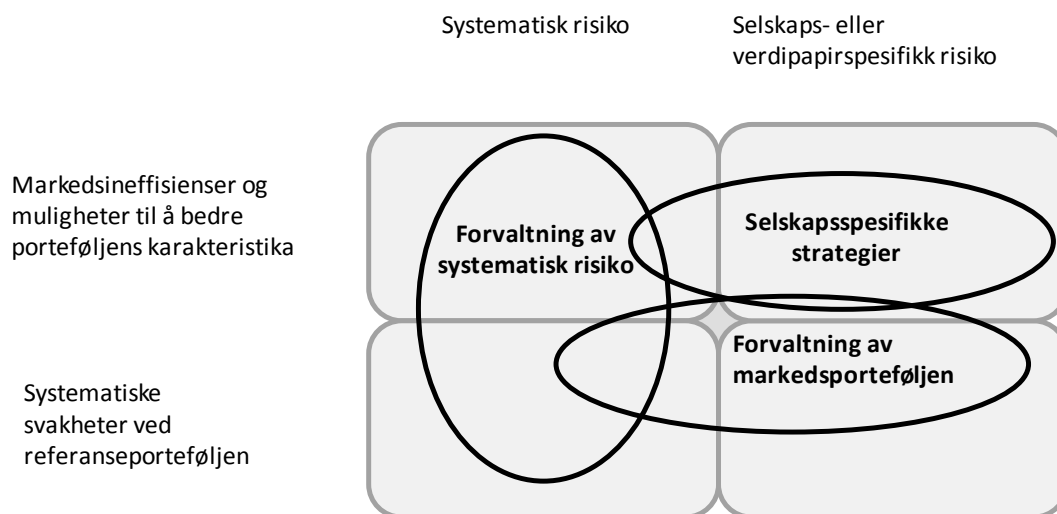 Systematisk risiko
Selskaps- eller
verdipapirspesifikk risiko
Markedsineffisienser og
muligheter til å bedre
porteføljens karakteristika
Forvaltning av
systematisk risiko
Selskapsspesifikke
strategier
Systematiske
svakheter ved
referanseporteføljen
Forvaltning av
markedsporteføljen